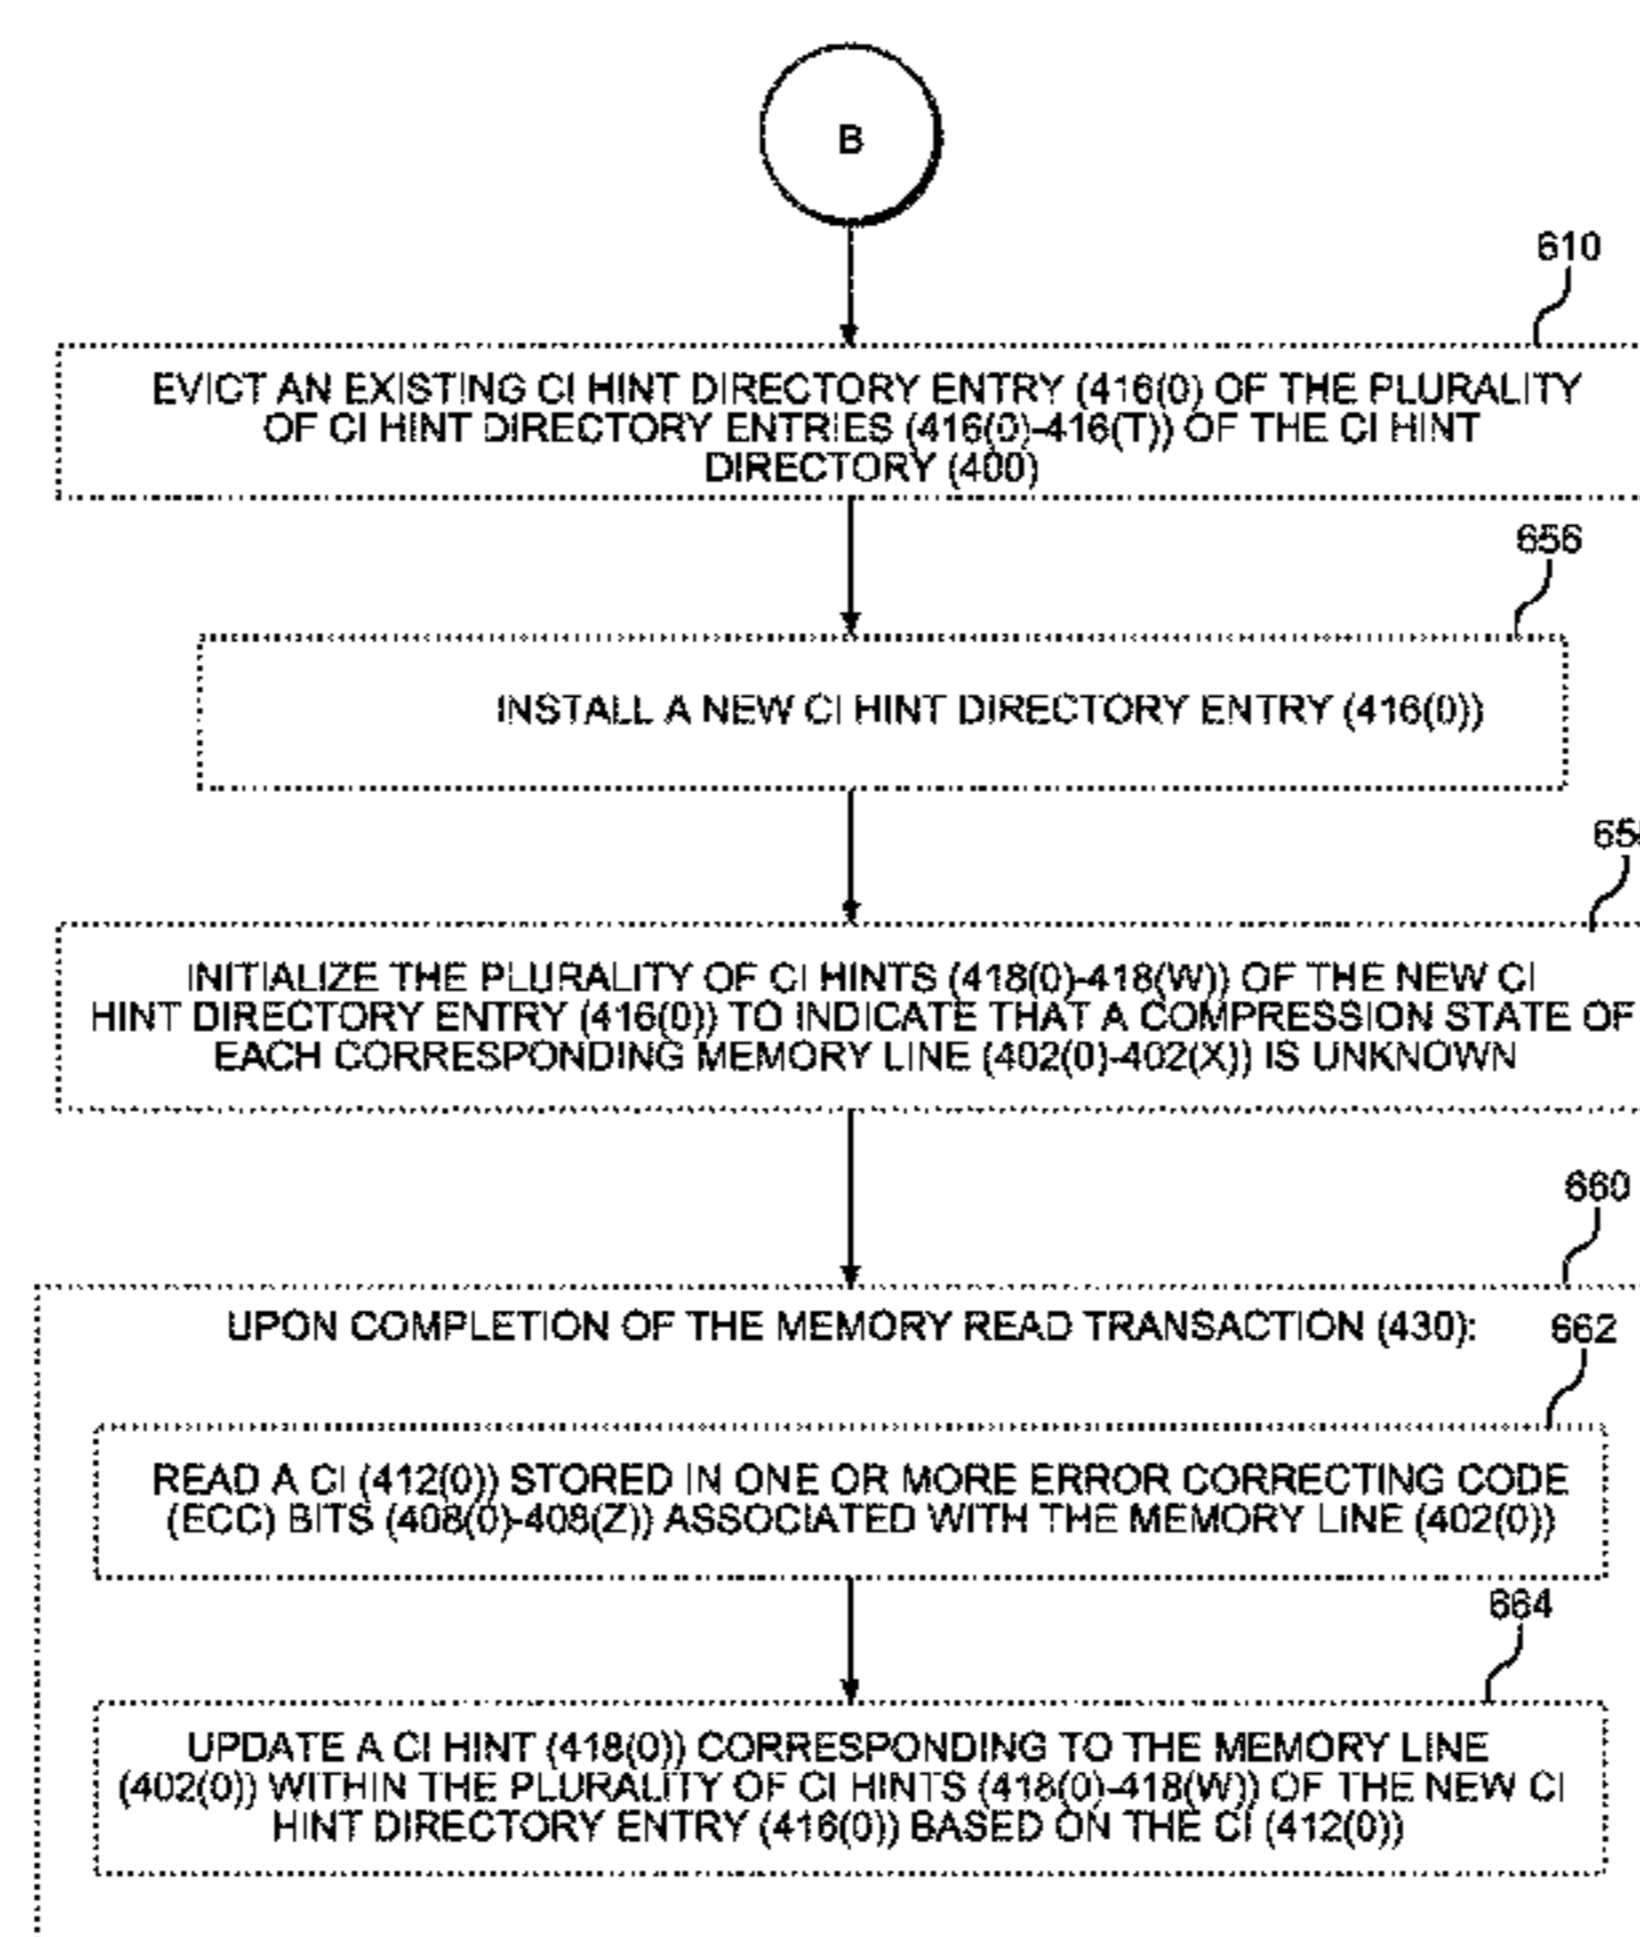 B
610
EVICT AN EXISTING CI HINT DIRECTORY ENTRY (416(0) OF THE PLURALITY
OF CI HINT DIRECTORY ENTRIES (416(0)-416(T)) OF THE CI HINT
DIRECTORY (400)
656
INSTALL A NEW CI HINT DIRECTORY ENTRY (416(0))
INITIALIZE THE PLURALITY OF CI HINTS (418(0)-418(W)) OF THE NEW CI
HINT DIRECTORY ENTRY (416(0)) TO INDICATE THAT A COMPRESSION STATE OF
EACH CORRESPONDING MEMORY LINE (402(0)-402(X)) IS UNKNOWN
660
UPON COMPLETION OF THE MEMORY READ TRANSACTION (430):
662
READ A CI (412(0)) STORED IN ONE OR MORE ERROR CORRECTING CODE
(ECC) BITS (408(0)-408(Z)) ASSOCIATED WITH THE MEMORY LINE (402(0))
664
UPDATE A CI HINT (418(0)) CORRESPONDING TO THE MEMORY LINE
(402(0)) WITHIN THE PLURALITY OF CI HINTS (418(0)-418(W)) OF THE NEW CI
HINT DIRECTORY ENTRY (416(0)) BASED ON THE CI (412(0))